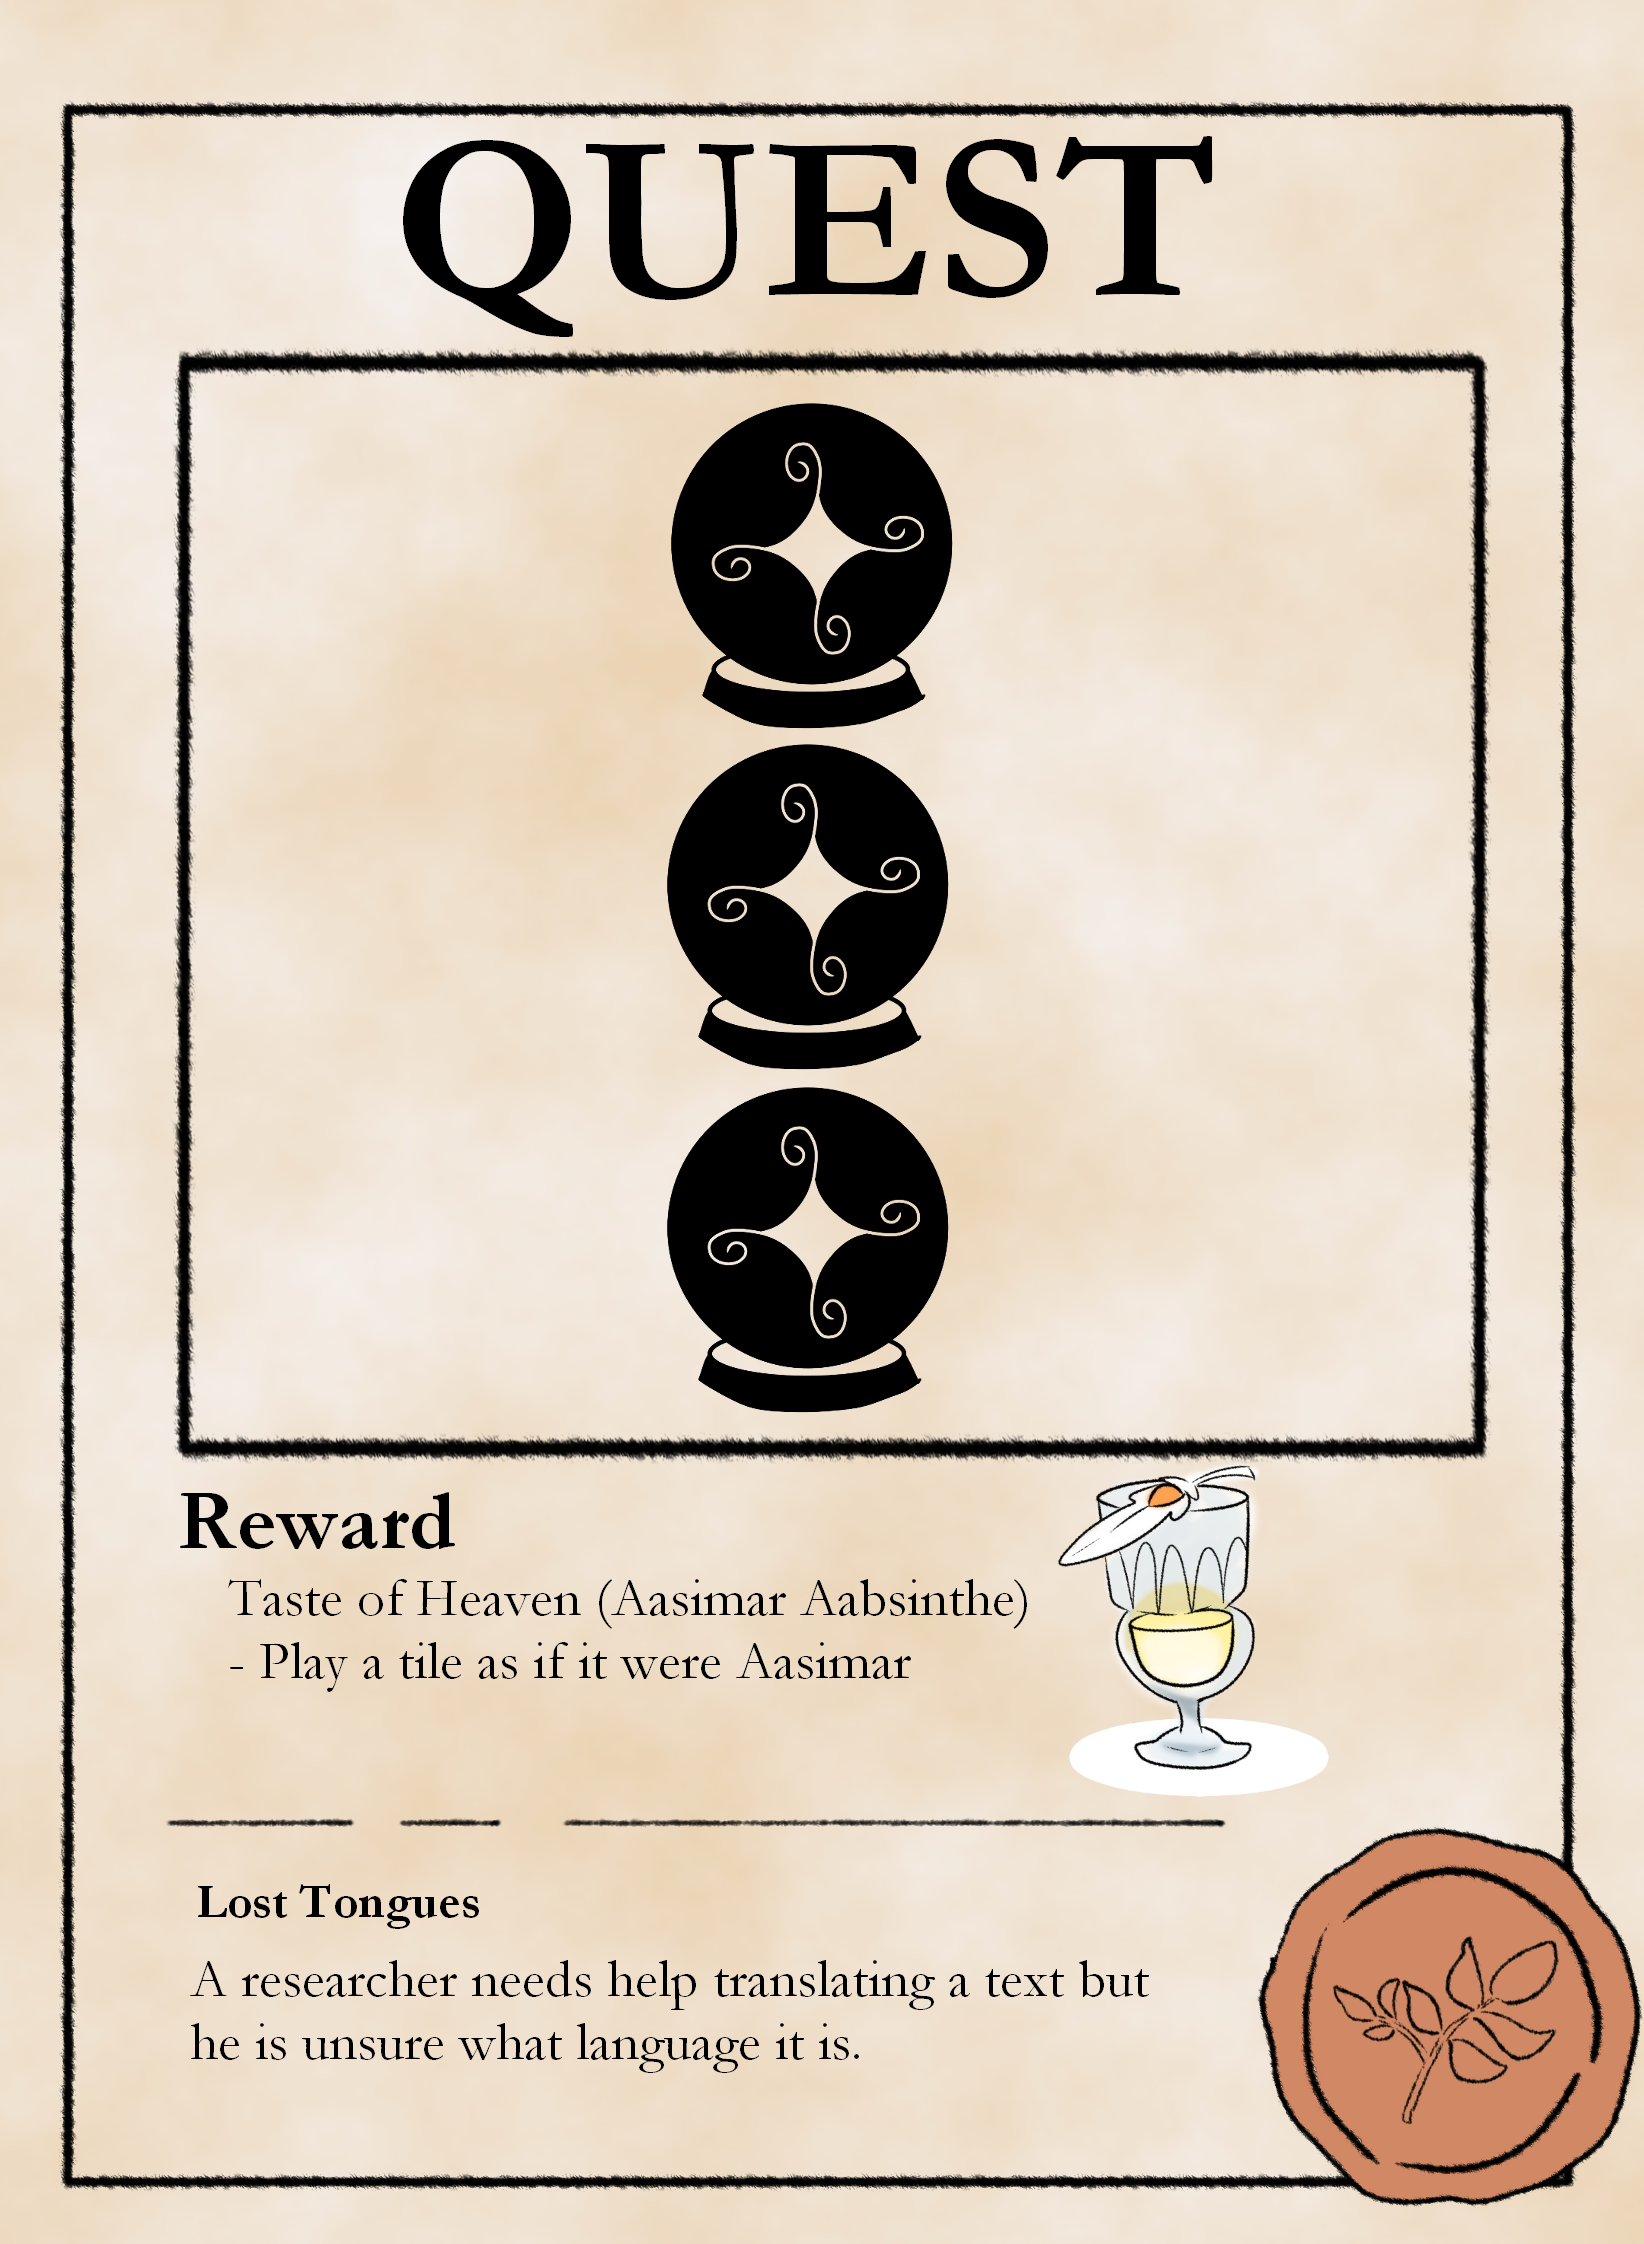 QUEST
Reward
Taste of Heaven (Aasimar Aabsinthe)
- Play a tile as if it were Aasimar
Lost Tongues
A researcher needs help translating a text but
he is unsure what language it is.